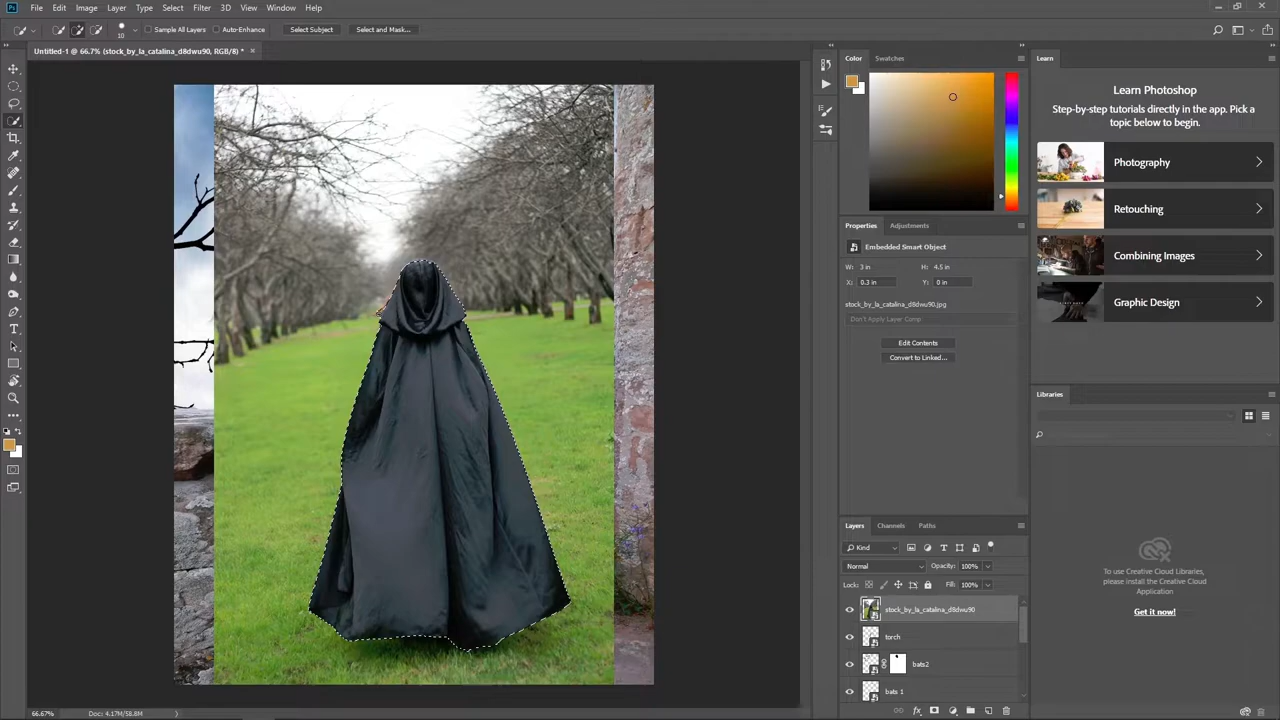 File Edit Image Layer Type Select Filter 3D View Window Help
10 Sample All Layers Auto-Enhance Select Subject Select and Mask...
Untitled-1 @ 66.7% (stock_by_la_catalina_d8dwu90, RGB/8) *
Color Swatches
Learn
Learn Photoshop
Step-by-step tutorials directly in the app. Pick a
topic below to begin.
Photography
Retouching
Combining Images
Graphic Design
Properties Adjustments
Embedded Smart Object
W: 3 in H: 4.5 in
X: 0.3 in Y: 0 in
stock_by_la_catalina_d8dwu90.jpg
Don't Apply Layer Comp
Edit Contents
Convert to Linked...
Libraries
To use Creative Cloud Libraries,
please install the Creative Cloud
Application
Get it now!
Layers Channels Paths
Kind
Normal Opacity: 100%
Lock: Fill: 100%
stock_by_la_catalina_d8dwu90
torch
bats2
bats 1
66.67% Doc: 4.17M/58.8M